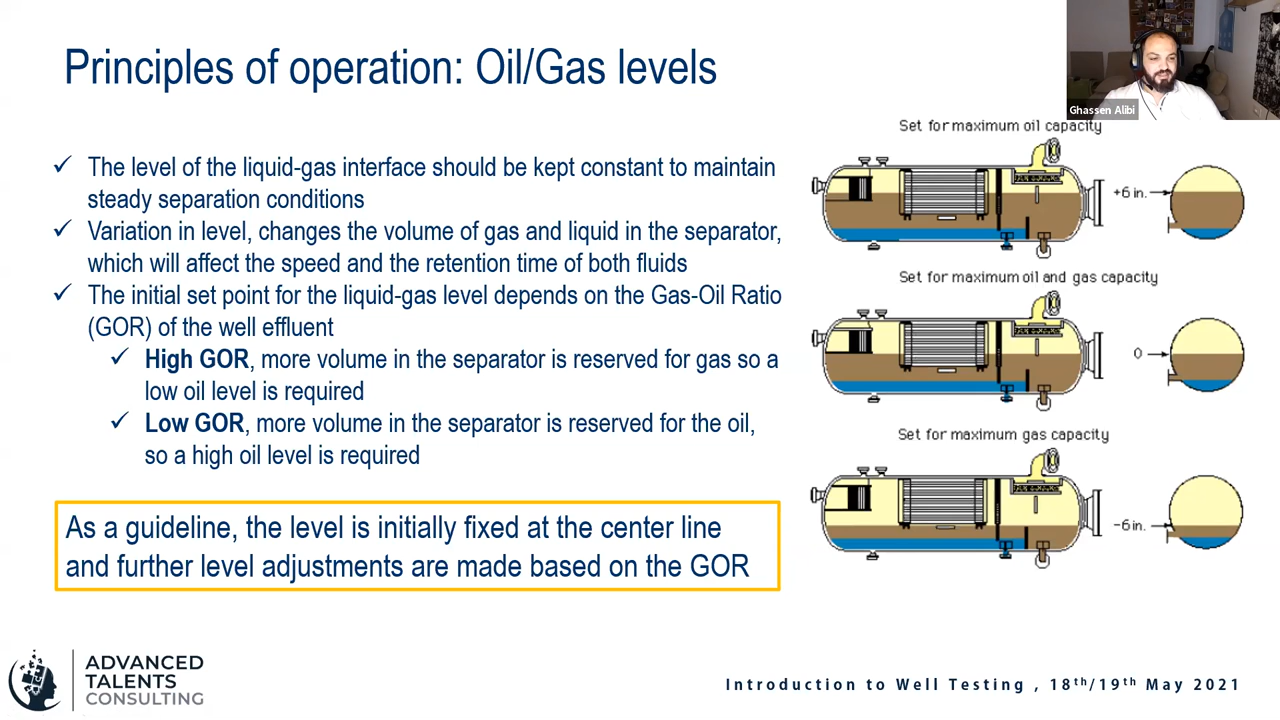 Principles of operation: Oil/Gas levels
Ghassen Alibi
✓ The level of the liquid-gas interface should be kept constant to maintain
steady separation conditions
✓ Variation in level, changes the volume of gas and liquid in the separator,
which will affect the speed and the retention time of both fluids
✓ The initial set point for the liquid-gas level depends on the Gas-Oil Ratio
(GOR) of the well effluent
✓ High GOR, more volume in the separator is reserved for gas so a
low oil level is required
✓ Low GOR, more volume in the separator is reserved for the oil,
so a high oil level is required
As a guideline, the level is initially fixed at the center line
and further level adjustments are made based on the GOR
Set for maximum oil capacity
+6 in.
Set for maximum oil and gas capacity
0
Set for maximum gas capacity
-6 in.
ADVANCED
TALENTS
CONSULTING
Introduction to Well Testing , 18th/19th May 2021